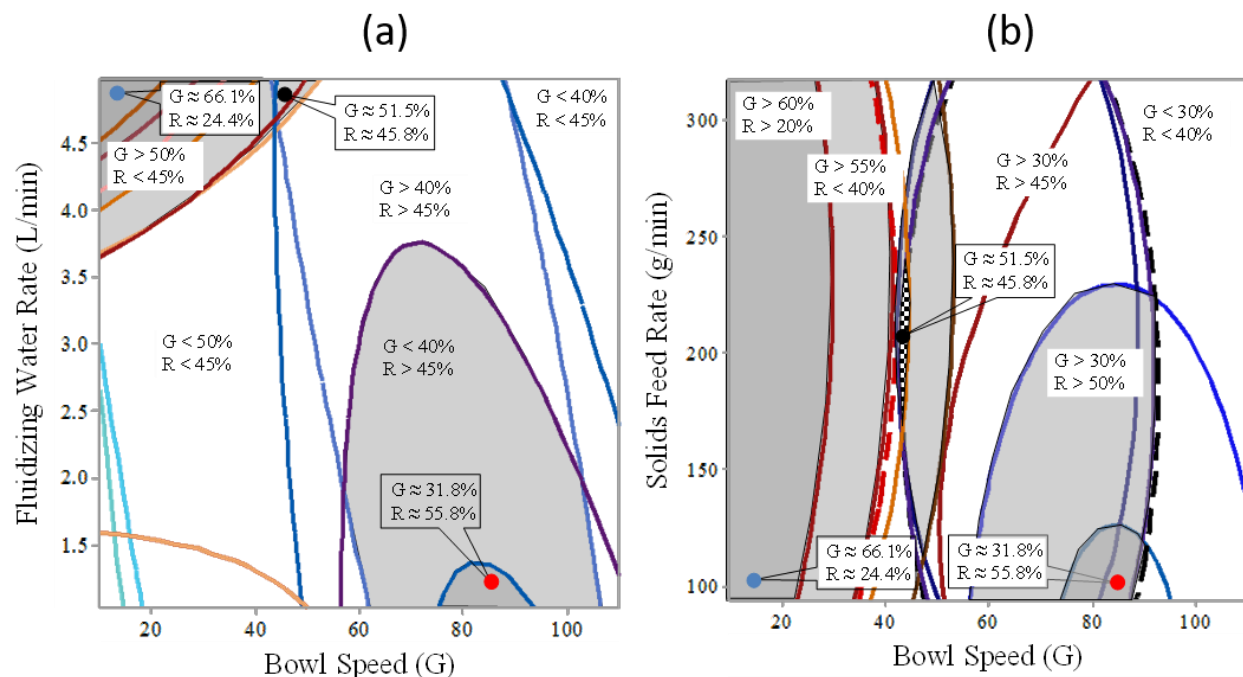 (a)
G ≈ 66.1%
R ≈ 24.4%
G ≈ 51.5%
R ≈ 45.8%
G < 40%
R < 45%
G > 50%
R < 45%
G > 40%
R > 45%
G < 50%
R < 45%
G < 40%
R > 45%
G ≈ 31.8%
R ≈ 55.8%
4.5
4.0
3.5
3.0
2.5
2.0
1.5
Fluidizing Water Rate (L/min)
20
40
60
80
100
Bowl Speed (G)
(b)
G > 60%
R > 20%
G > 55%
R < 40%
G > 30%
R > 45%
G < 30%
R < 40%
G ≈ 51.5%
R ≈ 45.8%
G > 30%
R > 50%
G ≈ 66.1%
R ≈ 24.4%
G ≈ 31.8%
R ≈ 55.8%
300
250
200
150
100
Solids Feed Rate (g/min)
20
40
60
80
100
Bowl Speed (G)